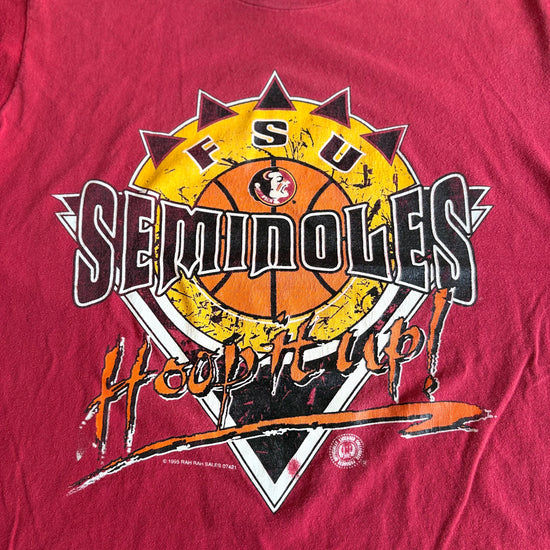 FSU
SEMINOLES
Hoop it up!
© 1995 RAH RAH SALES 07421